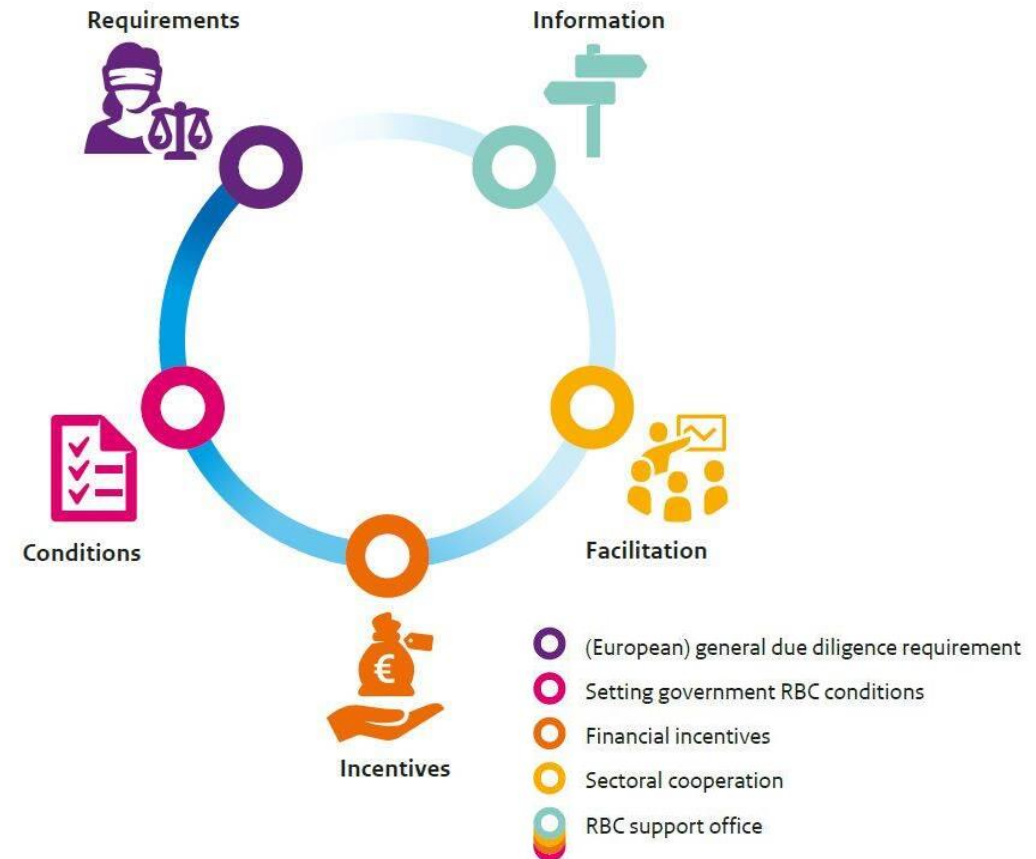 Requirements
Information
Conditions
Facilitation
€
Incentives
(European) general due diligence requirement
Setting government RBC conditions
Financial incentives
Sectoral cooperation
RBC support office